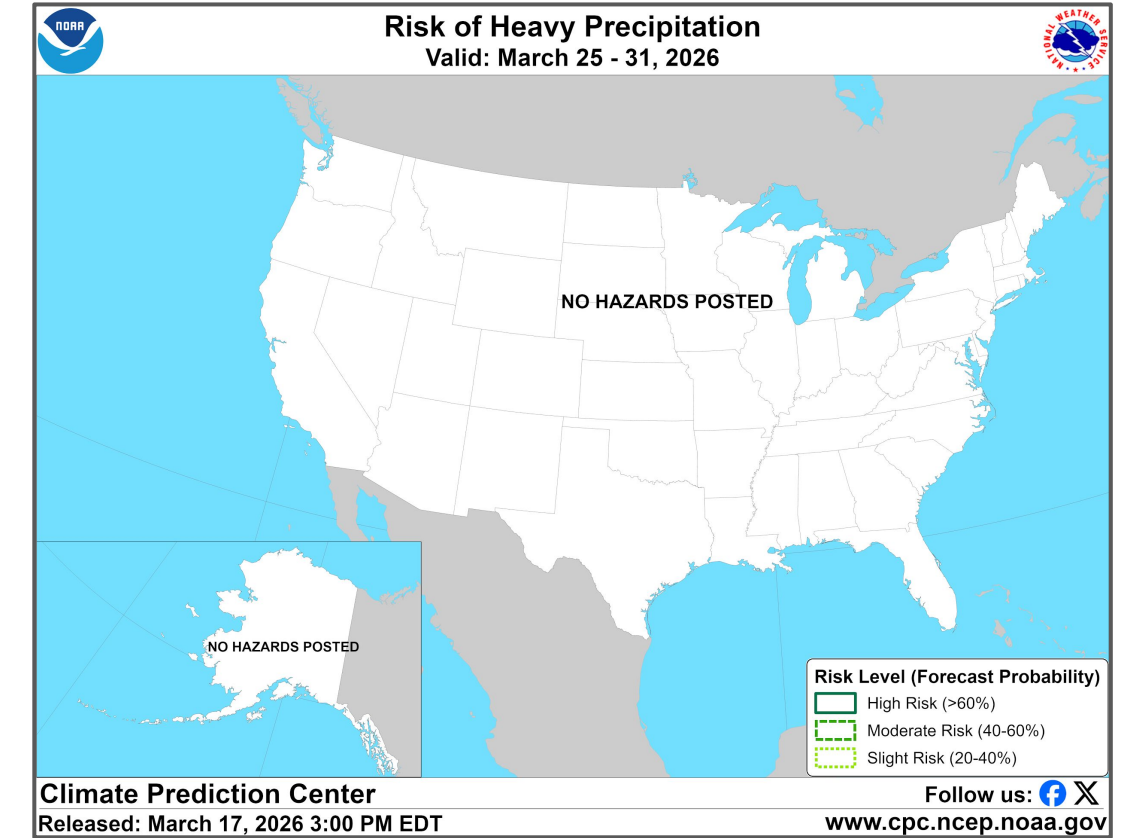 NOAA
Risk of Heavy Precipitation
Valid: March 25 - 31, 2026
NATIONAL WEATHER SERVICE
NO HAZARDS POSTED
NO HAZARDS POSTED
Risk Level (Forecast Probability)
High Risk (>60%)
Moderate Risk (40-60%)
Slight Risk (20-40%)
Climate Prediction Center
Follow us:
Released: March 17, 2026 3:00 PM EDT
www.cpc.ncep.noaa.gov